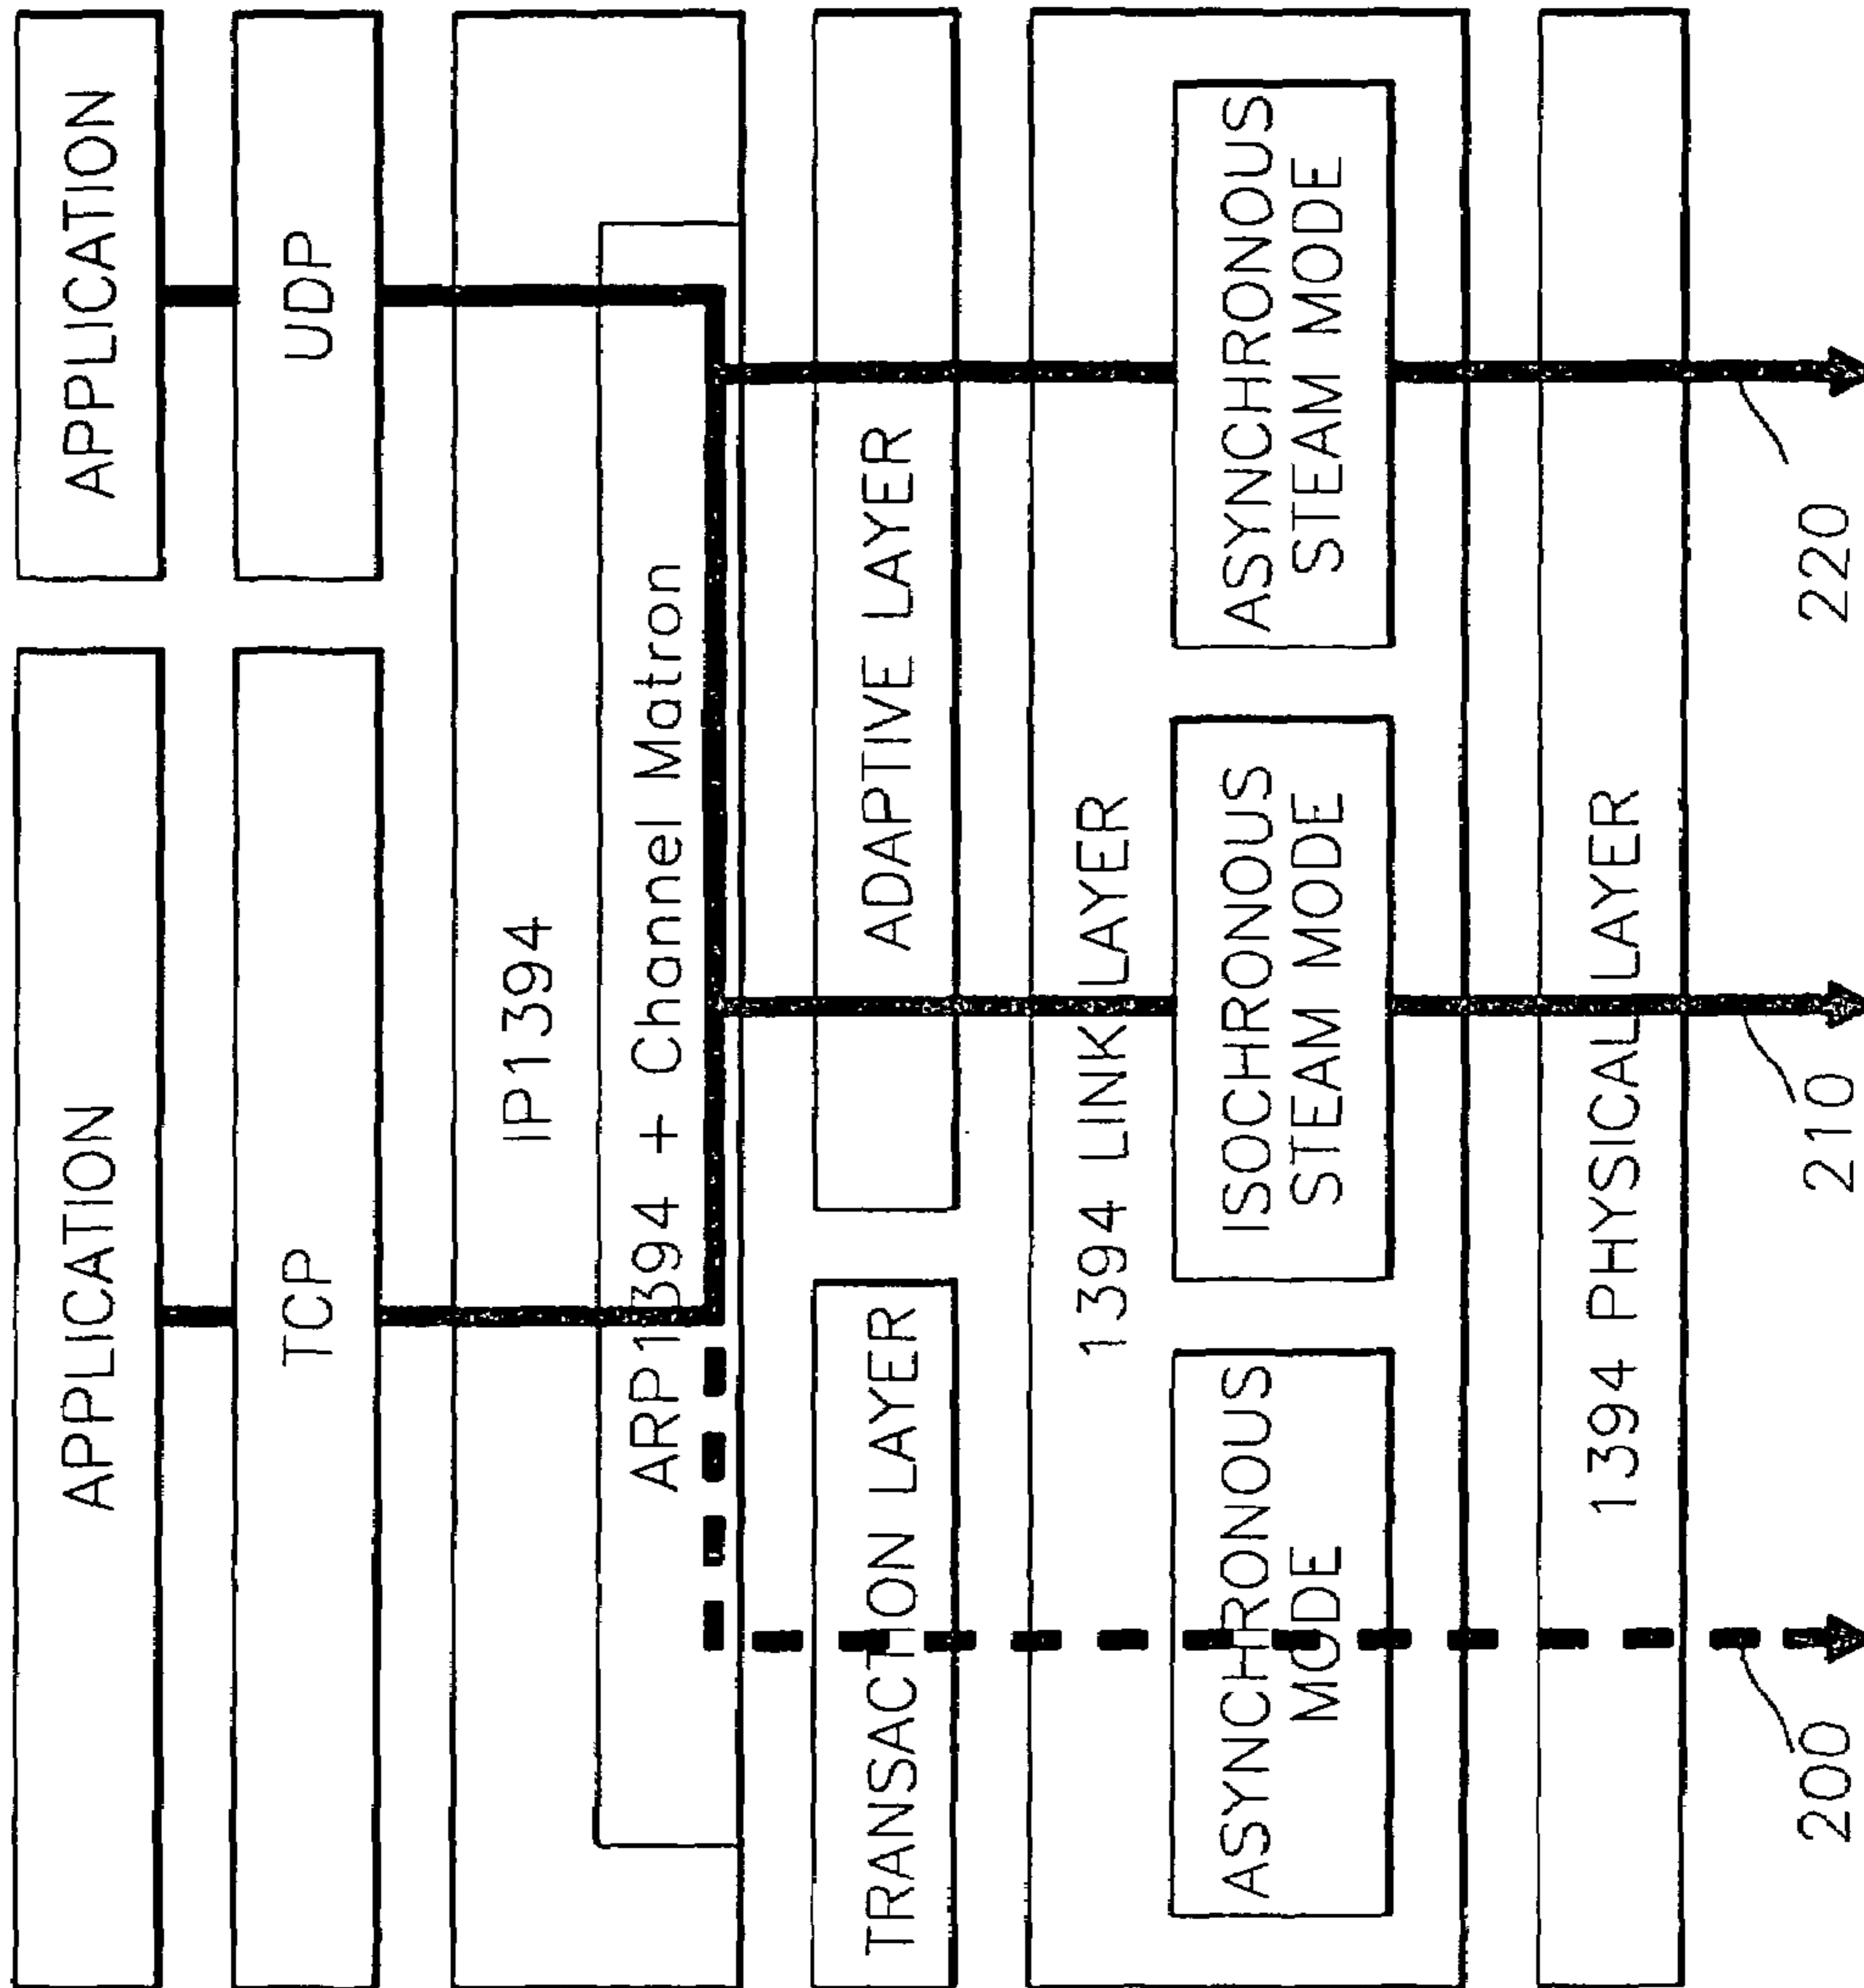 APPLICATION
APPLICATION
TCP
UDP
IP1394
ARP1394 + Channel Matron
TRANSACTION LAYER
ADAPTIVE LAYER
1394 LINK LAYER
ASYNCHRONOUS
MODE
ISOCHRONOUS
STEAM MODE
ASYNCHRONOUS
STEAM MODE
1394 PHYSICAL LAYER
200
210
220